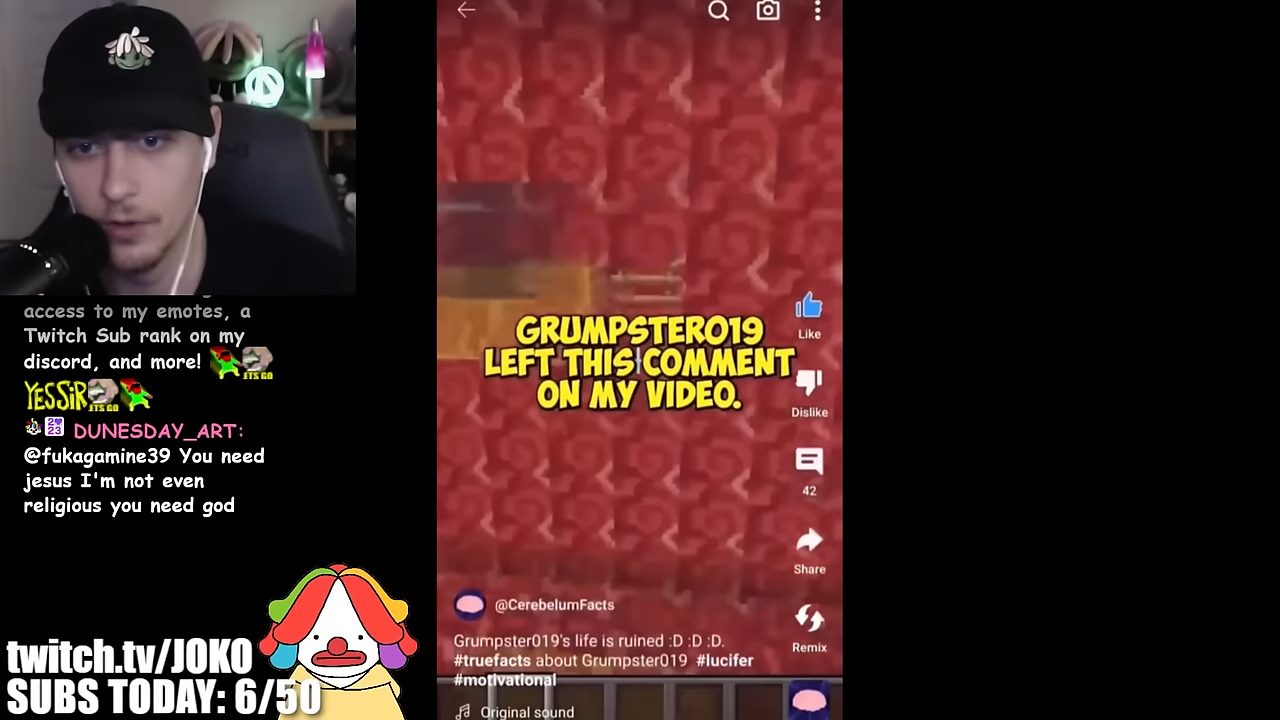 access to my emotes, a
Twitch Sub rank on my
discord, and more!
YESSiR
DUNESDAY_ART:
@fukagamine39 You need
jesus I'm not even
religious you need god
twitch.tv/JOKO
SUBS TODAY: 6/50
GRUMPSTER019
LEFT THIS COMMENT
ON MY VIDEO.
Like
Dislike
42
Share
Remix
@CerebelumFacts
Grumpster019's life is ruined :D :D :D.
#truefacts about Grumpster019 #lucifer
#motivational
Original sound